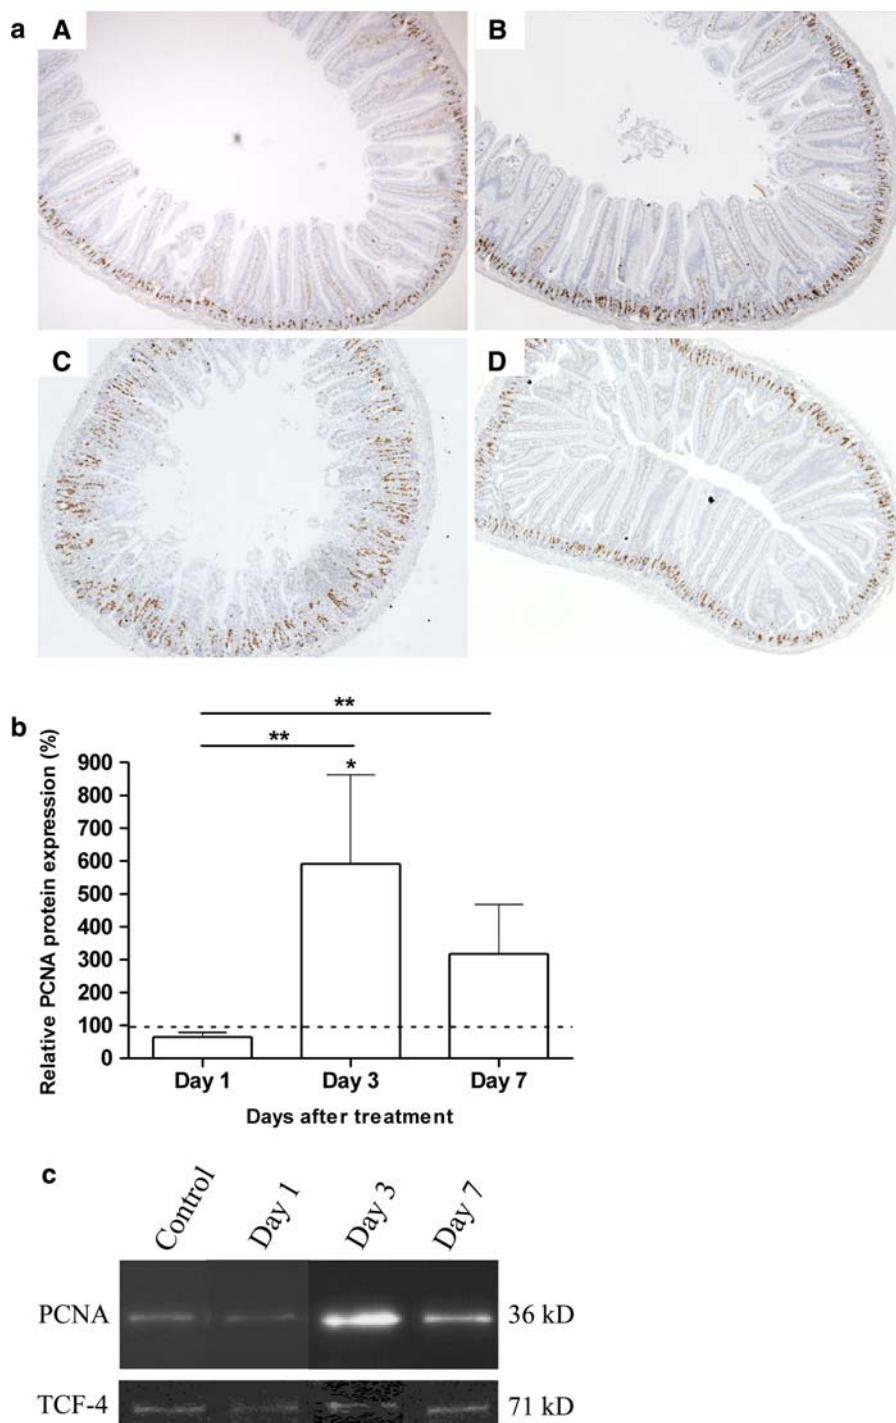 a
A
B
C
D
b
**
**
*
Relative PCNA protein expression (%)
900
800
700
600
500
400
300
200
100
0
Day 1 Day 3 Day 7
Days after treatment
c
Control Day 1 Day 3 Day 7
PCNA 36 kD
TCF-4 71 kD